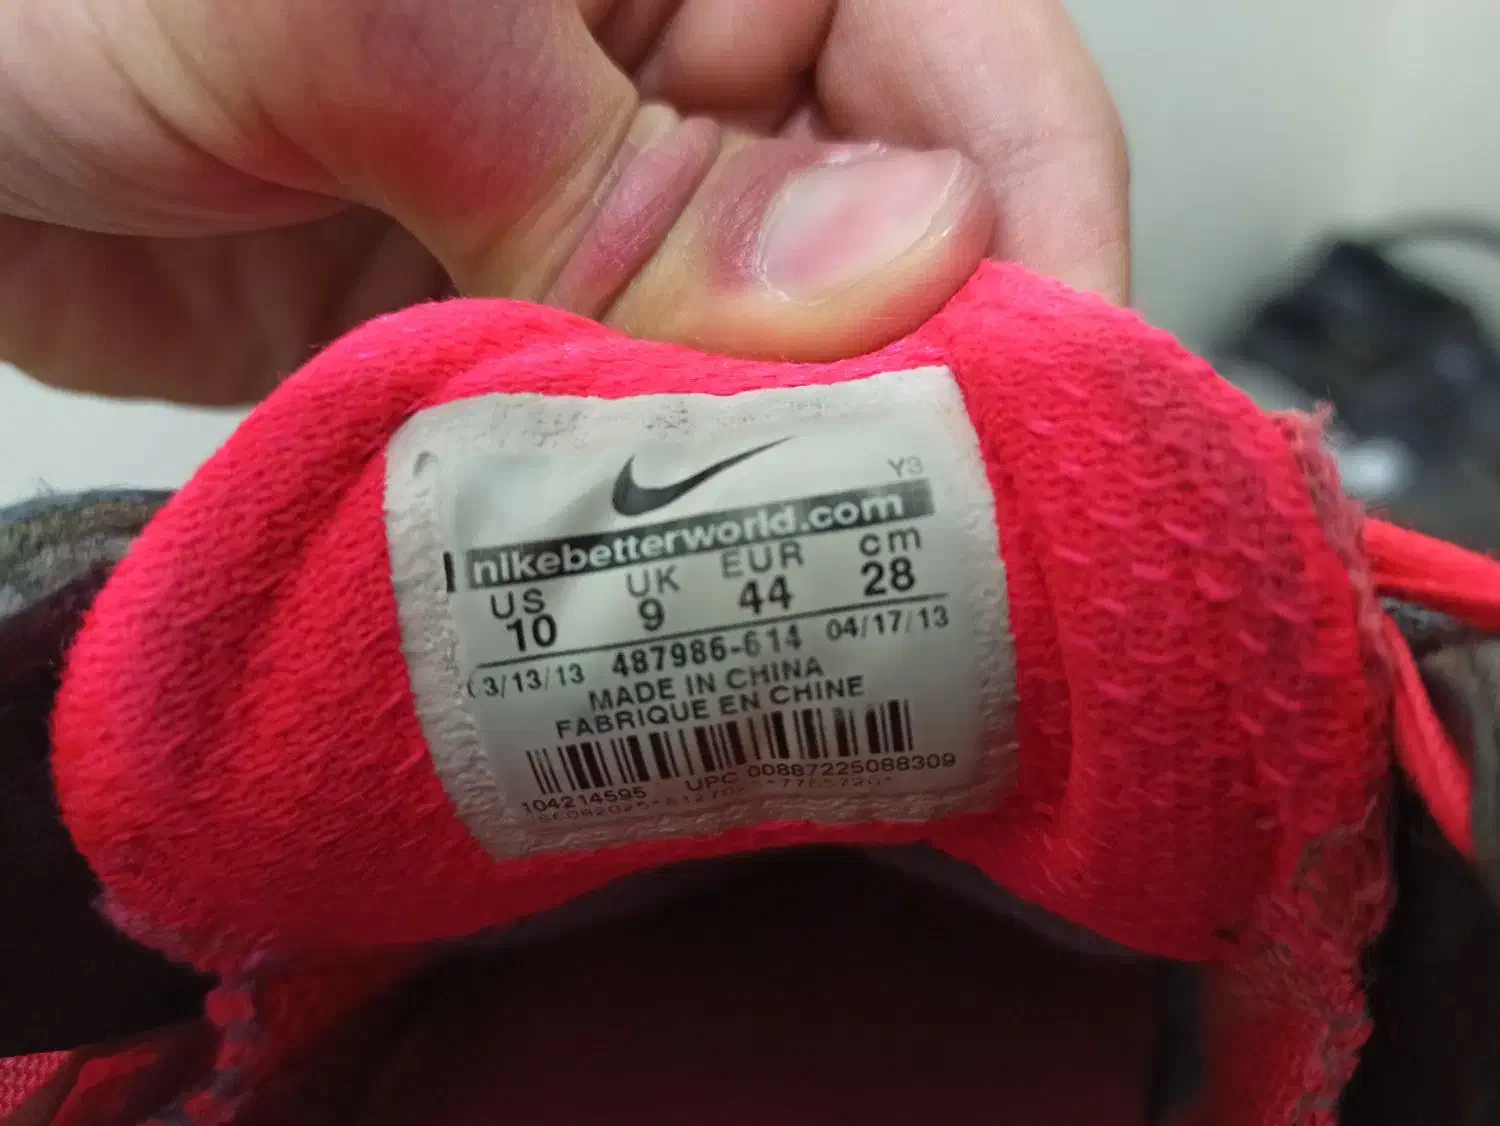 Y3
nikebetterworld.com
US UK EUR cm
10 9 44 28
3/13/13 487986-614 04/17/13
MADE IN CHINA
FABRIQUE EN CHINE
104214595 UPC 00887225088309